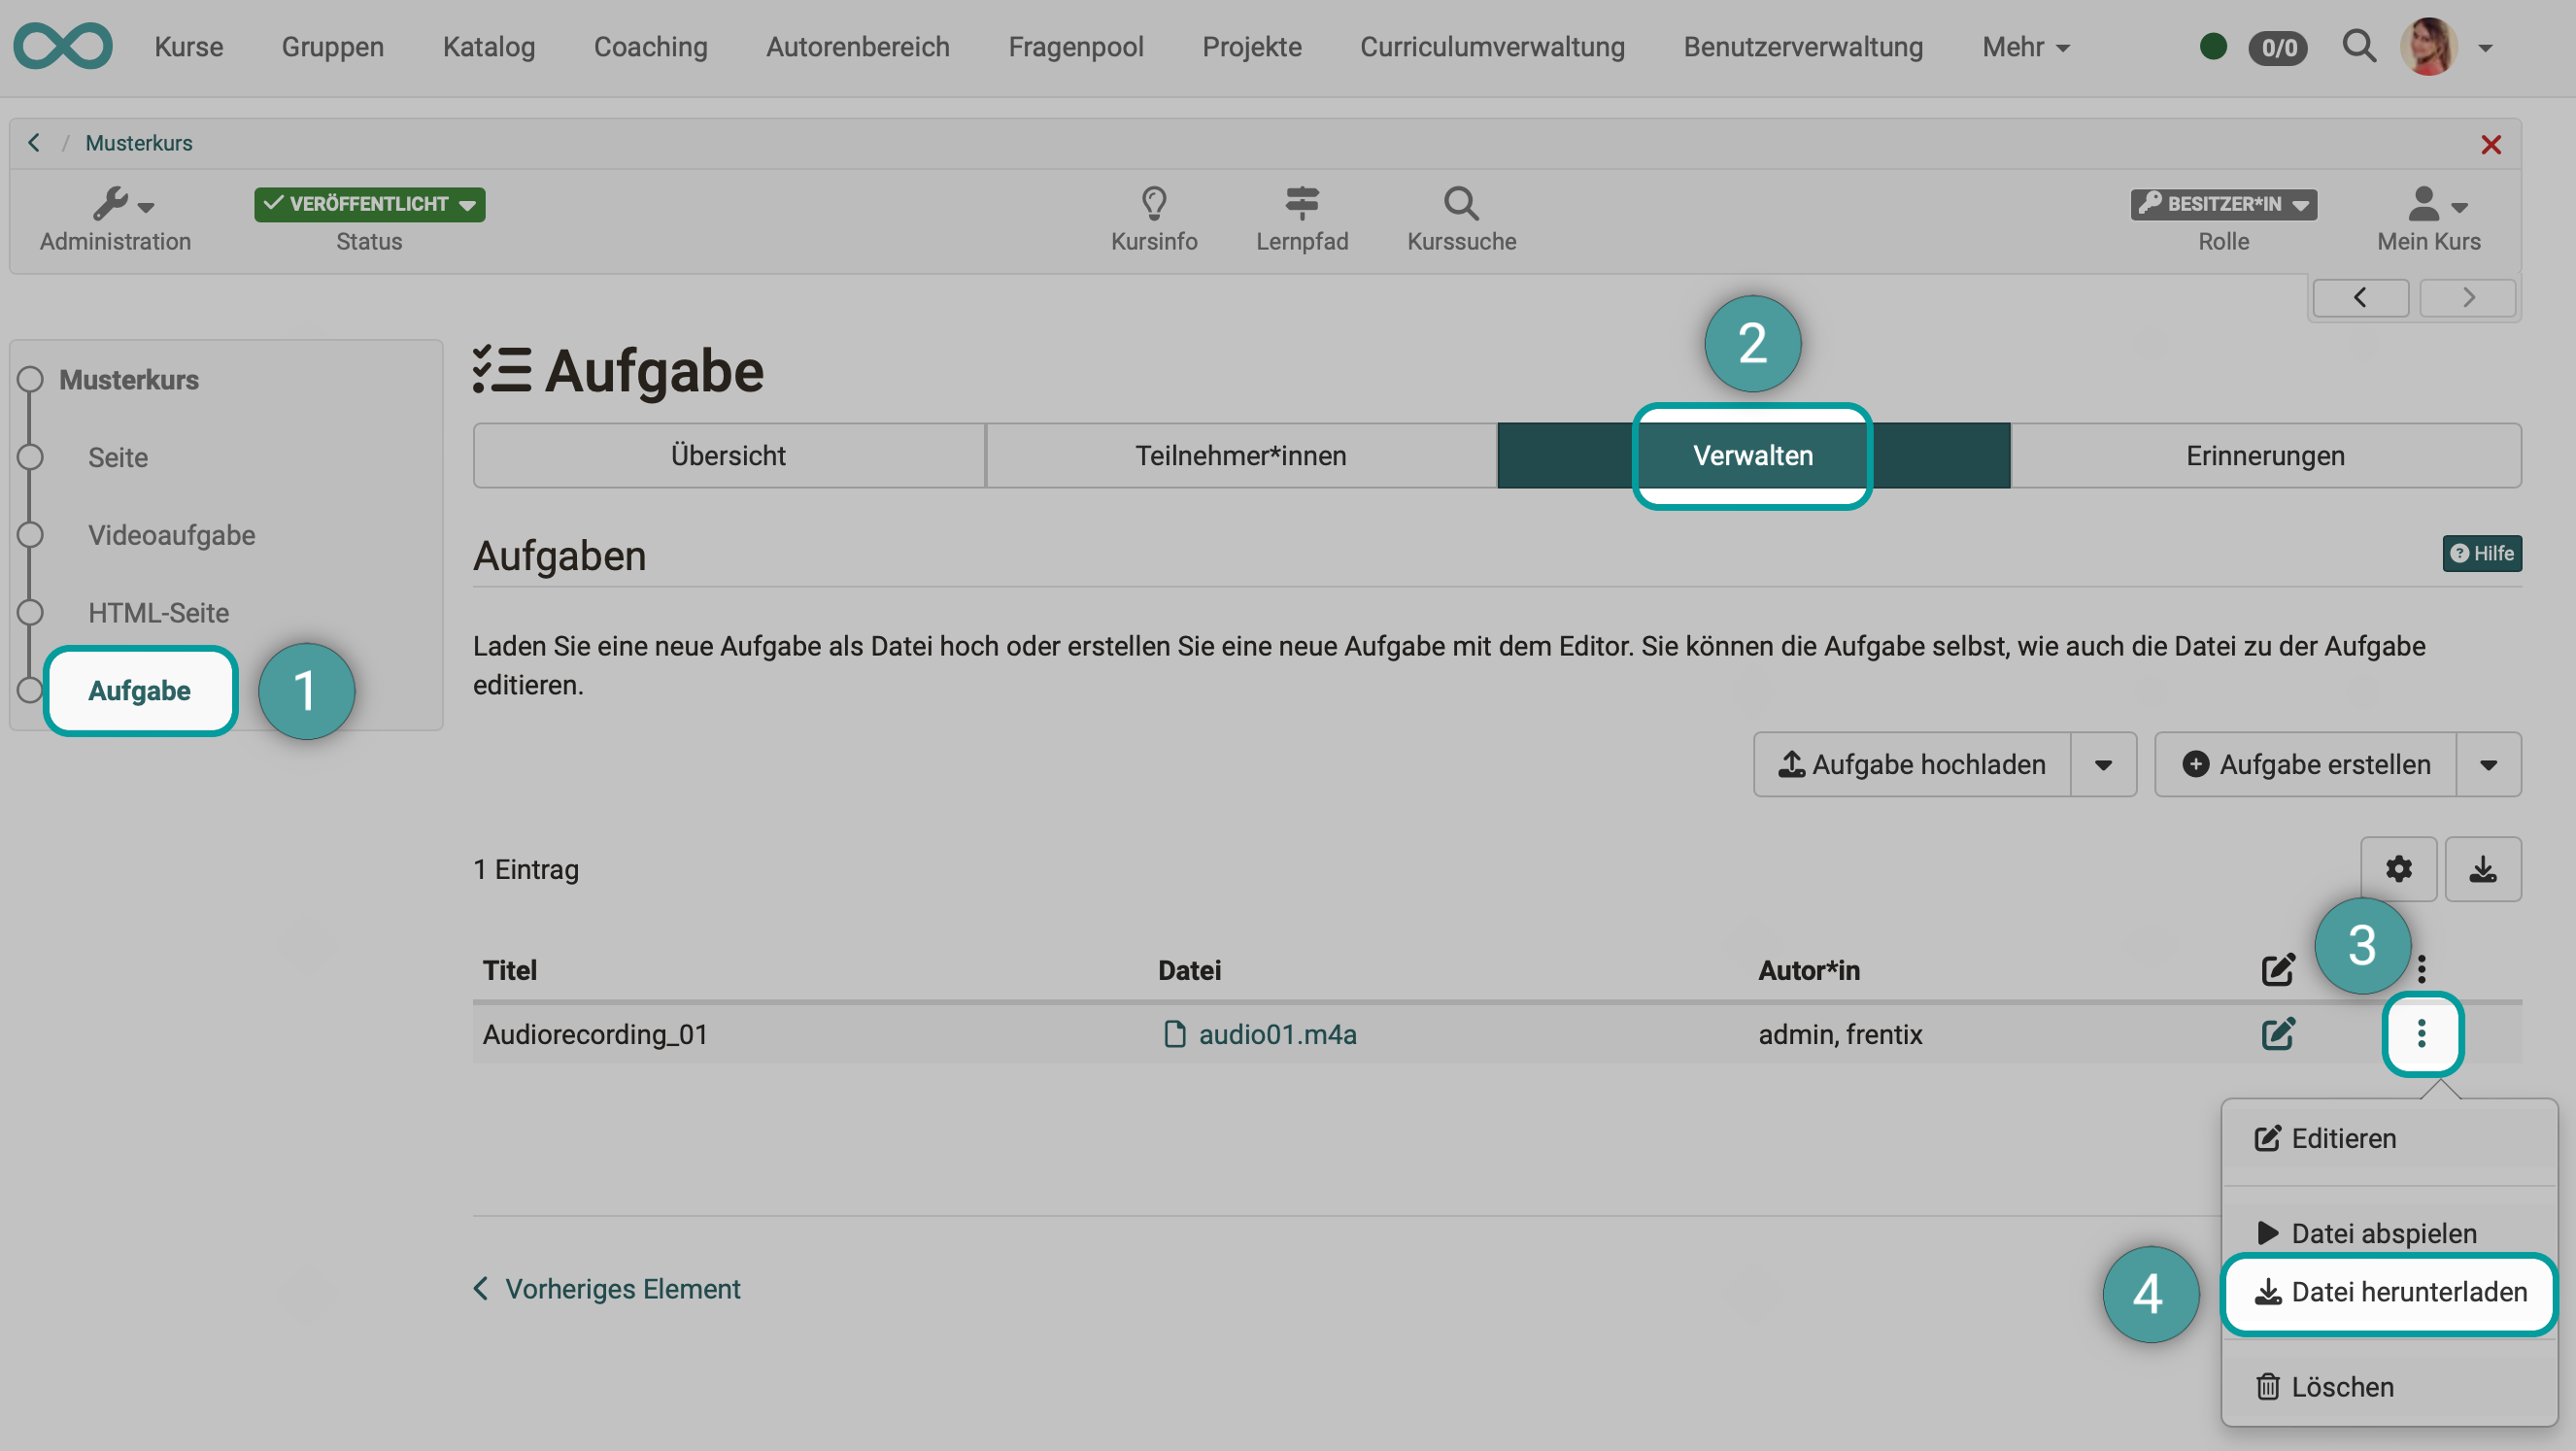 Kurse Gruppen Katalog Coaching Autorenbereich Fragenpool Projekte Curriculumverwaltung Benutzerverwaltung Mehr 0/0
/ Musterkurs
VERÖFFENTLICHT BESITZER*IN
Administration Status Kursinfo Lernpfad Kurssuche Rolle Mein Kurs
2
Musterkurs
Seite
Videoaufgabe
HTML-Seite
Aufgabe 1
Aufgabe
Übersicht Teilnehmer*innen Verwalten Erinnerungen
Aufgaben Hilfe
Laden Sie eine neue Aufgabe als Datei hoch oder erstellen Sie eine neue Aufgabe mit dem Editor. Sie können die Aufgabe selbst, wie auch die Datei zu der Aufgabe
editieren.
Aufgabe hochladen Aufgabe erstellen
1 Eintrag
3
Titel Datei Autor*in
Audiorecording_01 audio01.m4a admin, frentix
Editieren
Datei abspielen
4 Datei herunterladen
Löschen
Vorheriges Element